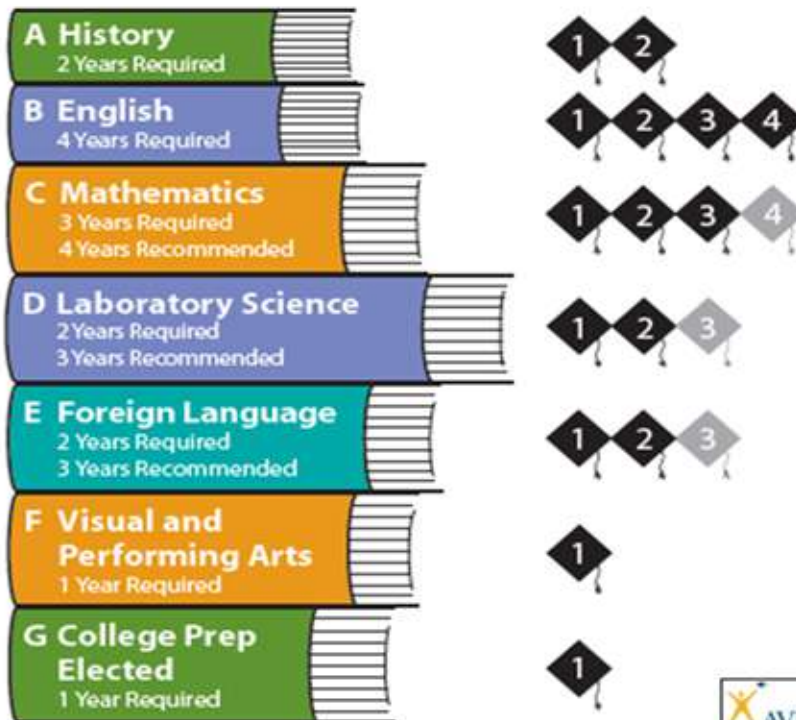 A History
2 Years Required
1 2
B English
4 Years Required
1 2 3 4
C Mathematics
3 Years Required
4 Years Recommended
1 2 3 4
D Laboratory Science
2 Years Required
3 Years Recommended
1 2 3
E Foreign Language
2 Years Required
3 Years Recommended
1 2 3
F Visual and
Performing Arts
1 Year Required
1
G College Prep
Elected
1 Year Required
1